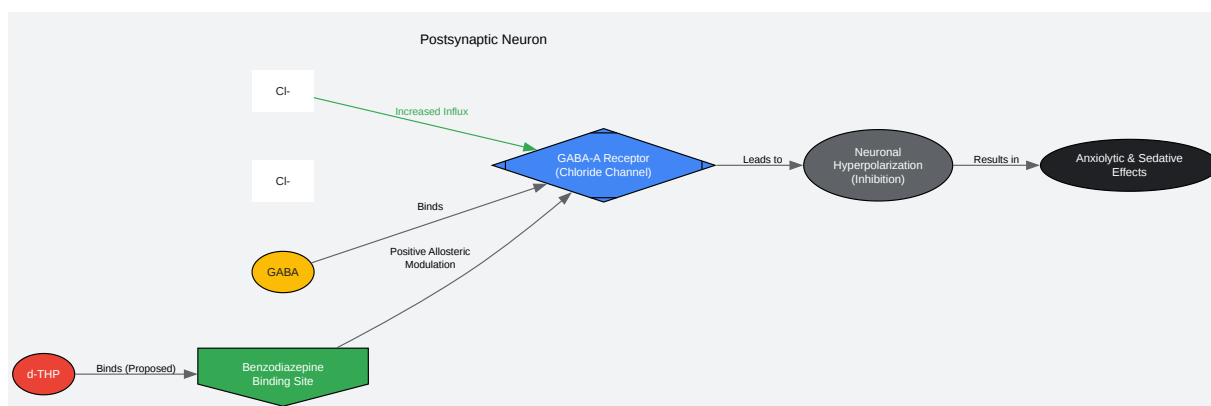 Postsynaptic Neuron
Cl-
Increased Influx
Cl-
GABA-A Receptor
(Chloride Channel)
Leads to
Neuronal
Hyperpolarization
(Inhibition)
Results in
Anxiolytic & Sedative
Effects
Binds
GABA
Positive Allosteric
Modulation
d-THP
Binds (Proposed)
Benzodiazepine
Binding Site